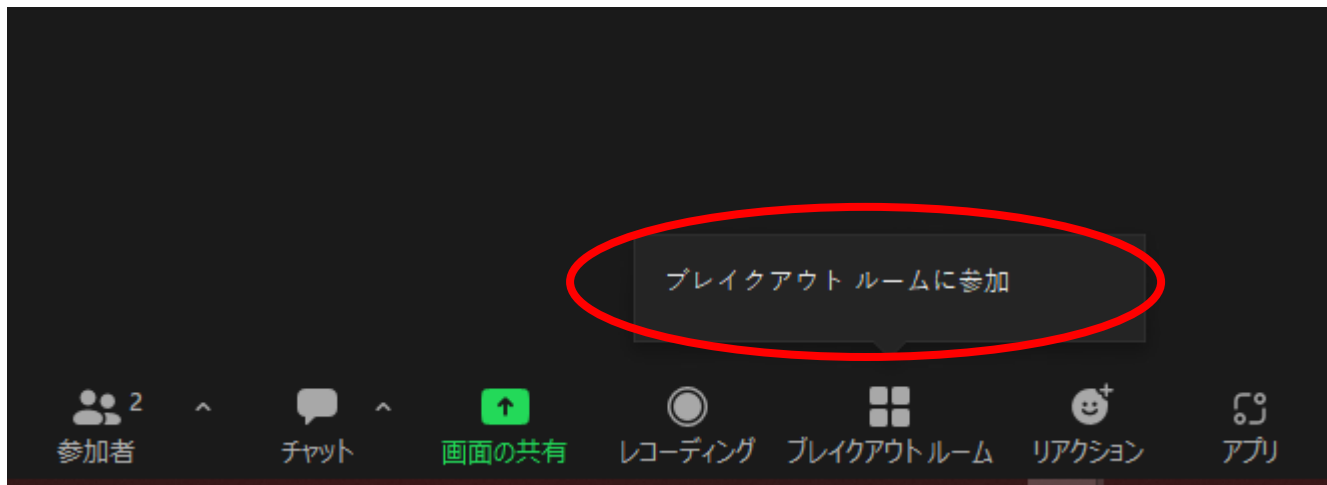 ブレイクアウト ルームに参加
2
参加者
チャット
画面の共有
レコーディング
ブレイクアウト ルーム
リアクション
アプリ